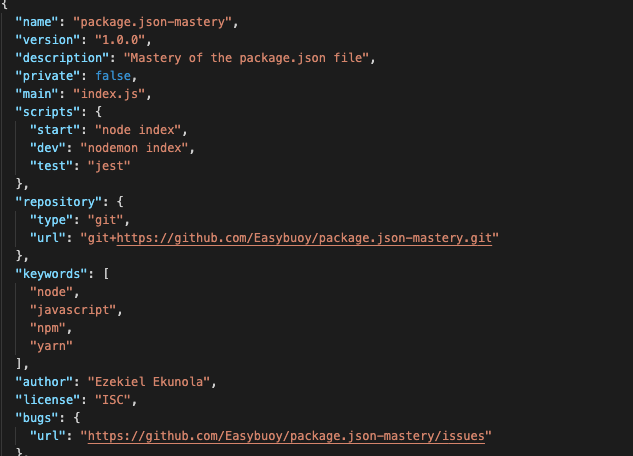 {
"name": "package.json-mastery",
"version": "1.0.0",
"description": "Mastery of the package.json file",
"private": false,
"main": "index.js",
"scripts": {
"start": "node index",
"dev": "nodemon index",
"test": "jest"
},
"repository": {
"type": "git",
"url": "git+https://github.com/Easybuoy/package.json-mastery.git"
},
"keywords": [
"node",
"javascript",
"npm",
"yarn"
],
"author": "Ezekiel Ekunola",
"license": "ISC",
"bugs": {
"url": "https://github.com/Easybuoy/package.json-mastery/issues"
},